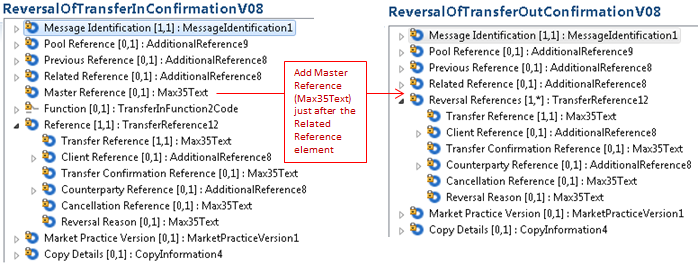 ReversalOfTransferInConfirmationV08
Message Identification [1,1] : MessageIdentification1
Pool Reference [0,1] : AdditionalReference9
Previous Reference [0,1] : AdditionalReference8
Related Reference [0,1] : AdditionalReference8
Master Reference [0,1] : Max35Text
Function [0,1] : TransferInFunction2Code
Reference [1,1] : TransferReference12
Transfer Reference [1,1] : Max35Text
Client Reference [0,1] : AdditionalReference8
Transfer Confirmation Reference [0,1] : Max35Text
Counterparty Reference [0,1] : AdditionalReference8
Cancellation Reference [0,1] : Max35Text
Reversal Reason [0,1] : Max35Text
Market Practice Version [0,1] : MarketPracticeVersion1
Copy Details [0,1] : CopyInformation4
Add Master
Reference
(Max35Text)
just after the
Related
Reference
element
ReversalOfTransferOutConfirmationV08
Message Identification [1,1] : MessageIdentification1
Pool Reference [0,1] : AdditionalReference9
Previous Reference [0,1] : AdditionalReference8
Related Reference [0,1] : AdditionalReference8
Reversal References [1,*] : TransferReference12
Transfer Reference [1,1] : Max35Text
Client Reference [0,1] : AdditionalReference8
Transfer Confirmation Reference [0,1] : Max35Text
Counterparty Reference [0,1] : AdditionalReference8
Cancellation Reference [0,1] : Max35Text
Reversal Reason [0,1] : Max35Text
Market Practice Version [0,1] : MarketPracticeVersion1
Copy Details [0,1] : CopyInformation4